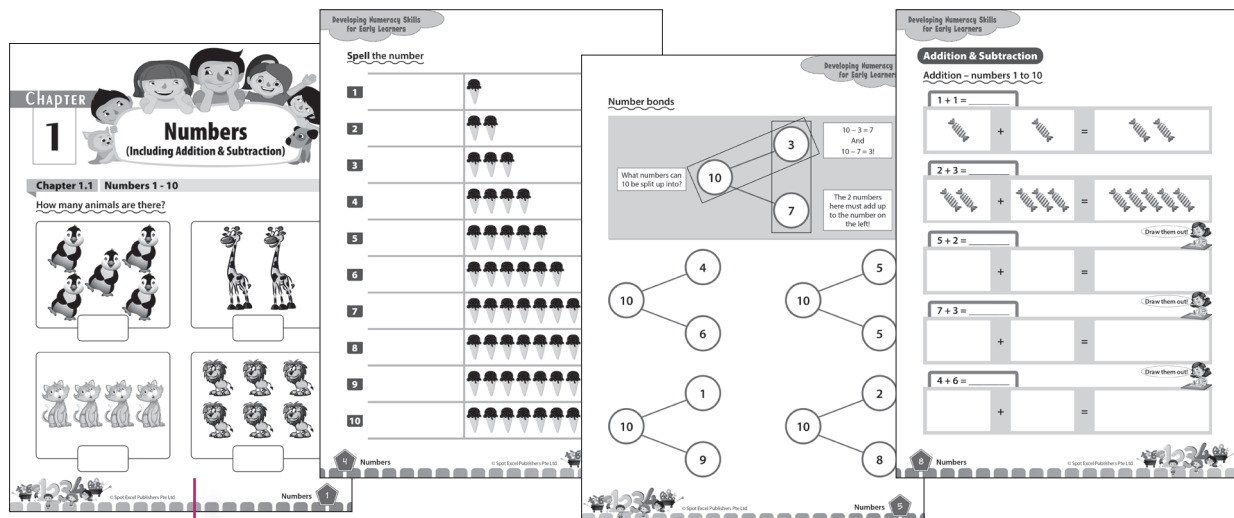 CHAPTER
1
Numbers
(Including Addition & Subtraction)
Chapter 1.1 Numbers 1 - 10
How many animals are there?
© Spot Excel Publishers Pte Ltd
Numbers 1
Developing Numeracy Skills
for Early Learners
Spell the number
1
2
3
4
5
6
7
8
9
10
4 Numbers
© Spot Excel Publishers Pte Ltd
Developing Numeracy
for Early Learner
Number bonds
What numbers can
10 be split up into?
10
3
7
10 – 3 = 7
And
10 – 7 = 3!
The 2 numbers
here must add up
to the number on
the left!
10
4
6
10
5
5
10
1
9
10
2
8
1234
© Spot Excel Publishers Pte Ltd
Numbers 5
Developing Numeracy Skills
for Early Learners
Addition & Subtraction
Addition – numbers 1 to 10
1 + 1 = ________
+ =
2 + 3 = ________
+ =
Draw them out!
5 + 2 = ________
+ =
Draw them out!
7 + 3 = ________
+ =
Draw them out!
4 + 6 = ________
+ =
8 Numbers
© Spot Excel Publishers Pte Ltd
1234